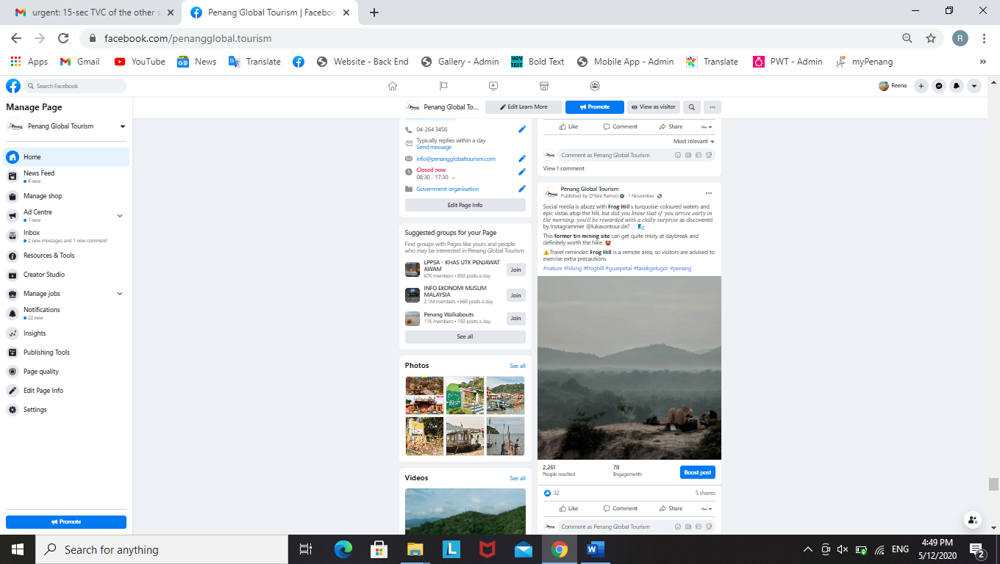 urgent: 15-sec TVC of the other s
Penang Global Tourism | Faceboo
facebook.com/penangglobal.tourism
R
Apps
Gmail
YouTube
News
Translate
Website - Back End
Gallery - Admin
YAY TEXT
Bold Text
Mobile App - Admin
Translate
PWT - Admin
myPenang
»
Search Facebook
Reena
Manage Page
Penang Global Tourism
Home
News Feed
8 new
Manage shop
Ad Centre
1 new
Inbox
2 new messages and 1 new comment
Resources & Tools
Creator Studio
Manage jobs
Notifications
22 new
Insights
Publishing Tools
Page quality
Edit Page Info
Settings
Promote
Penang Global To...
Edit Learn More
Promote
View as visitor
04-264 3456
Typically replies within a day
Send message
info@penangglobaltourism.com
Closed now
08:30 - 17:30
Government organisation
Edit Page Info
Suggested groups for your Page
Find groups with Pages like yours and people
who may be interested in Penang Global Tourism.
LPPSA - KHAS UTK PENJAWAT
AWAM
67K members • 830 posts a day
Join
INFO EKONOMI MUSLIM
MALAYSIA
2.1M members • 660 posts a day
Join
Penang Walkabouts
11K members • 150 posts a day
Join
See all
Photos
See all
Videos
See all
Like
Comment
Share
Most relevant
Comment as Penang Global Tourism
View 1 comment
Penang Global Tourism
Published by D'Yani Ramoo · 1 November ·
Social media is abuzz with Frog Hill's turquoise-coloured waters and
epic vistas atop the hill, but did you know that if you arrive early in
the morning, you'll be rewarded with a chilly surprise as discovered
by Instagrammer @lukasontour.de?
This former tin mining site can get quite misty at daybreak and
definitely worth the hike. 🤩
⚠️Travel reminder: Frog Hill is a remote area, so visitors are advised to
exercise extra precautions.
#nature #hiking #froghill #guarpetai #tasekgelugor #penang
2,261
People reached
78
Engagements
Boost post
32
5 shares
Like
Comment
Share
Comment as Penang Global Tourism
Search for anything
L
W
ENG
4:49 PM
5/12/2020
2